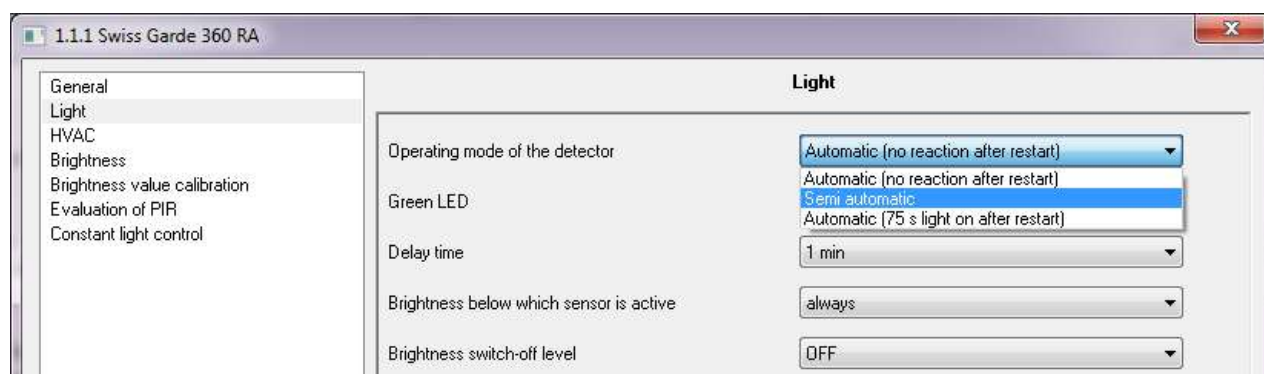 1.1.1 Swiss Garde 360 RA
General
Light
HVAC
Brightness
Brightness value calibration
Evaluation of PIR
Constant light control
Light
Operating mode of the detector
Automatic (no reaction after restart)
Automatic (no reaction after restart)
Semi automatic
Automatic (75 s light on after restart)
Green LED
Delay time
1 min
Brightness below which sensor is active
always
Brightness switch-off level
OFF